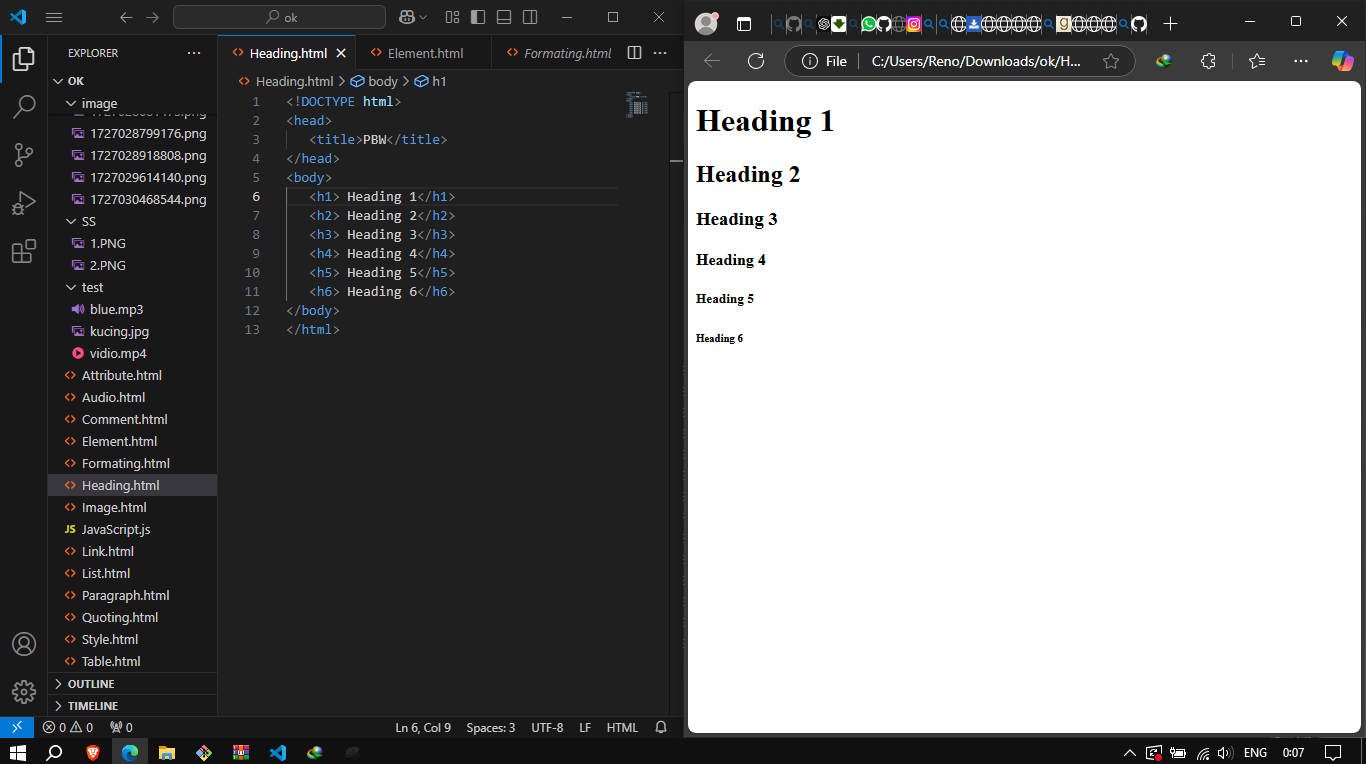 ok
EXPLORER
OK
image
1727028799176.png
1727028918808.png
1727029614140.png
1727030468544.png
SS
1.PNG
2.PNG
test
blue.mp3
kucing.jpg
vidio.mp4
Attribute.html
Audio.html
Comment.html
Element.html
Formating.html
Heading.html
Image.html
JS JavaScript.js
Link.html
List.html
Paragraph.html
Quoting.html
Style.html
Table.html
OUTLINE
TIMELINE
Heading.html
Element.html
Formating.html
Heading.html > body > h1
1 <!DOCTYPE html>
2 <head>
3 <title>PBW</title>
4 </head>
5 <body>
6 <h1> Heading 1</h1>
7 <h2> Heading 2</h2>
8 <h3> Heading 3</h3>
9 <h4> Heading 4</h4>
10 <h5> Heading 5</h5>
11 <h6> Heading 6</h6>
12 </body>
13 </html>
0 0 0
Ln 6, Col 9 Spaces: 3 UTF-8 LF HTML
File C:/Users/Reno/Downloads/ok/H...
Heading 1
Heading 2
Heading 3
Heading 4
Heading 5
Heading 6
ENG 0:07